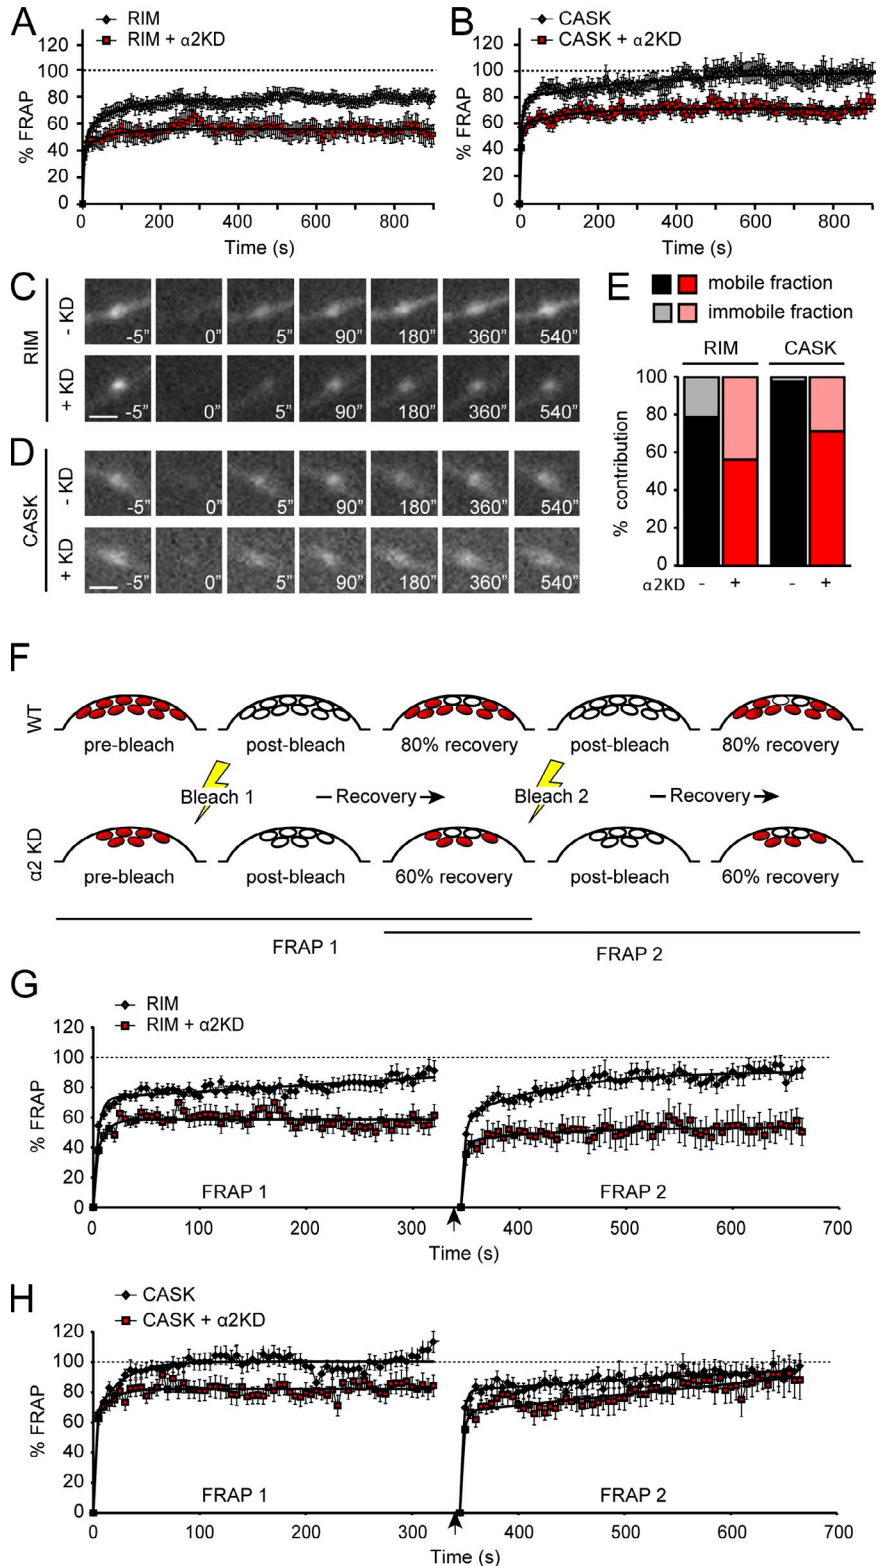 A
RIM
RIM + α2KD
% FRAP
120
100
80
60
40
20
0
0 200 400 600 800
Time (s)
B
CASK
CASK + α2KD
% FRAP
120
100
80
60
40
20
0
0 200 400 600 800
Time (s)
C
RIM
- KD
-5” 0” 5” 90” 180” 360” 540”
+ KD
-5” 0” 5” 90” 180” 360” 540”
D
CASK
- KD
-5” 0” 5” 90” 180” 360” 540”
+ KD
-5” 0” 5” 90” 180” 360” 540”
E
mobile fraction
immobile fraction
RIM CASK
% contribution
100
80
60
40
20
0
α2KD - + - +
F
WT
pre-bleach post-bleach 80% recovery post-bleach 80% recovery
Bleach 1 Recovery Bleach 2 Recovery
α2 KD
pre-bleach post-bleach 60% recovery post-bleach 60% recovery
FRAP 1 FRAP 2
G
RIM
RIM + α2KD
% FRAP
120
100
80
60
40
20
0
FRAP 1 FRAP 2
0 100 200 300 400 500 600 700
Time (s)
H
CASK
CASK + α2KD
% FRAP
120
100
80
60
40
20
0
FRAP 1 FRAP 2
0 100 200 300 400 500 600 700
Time (s)